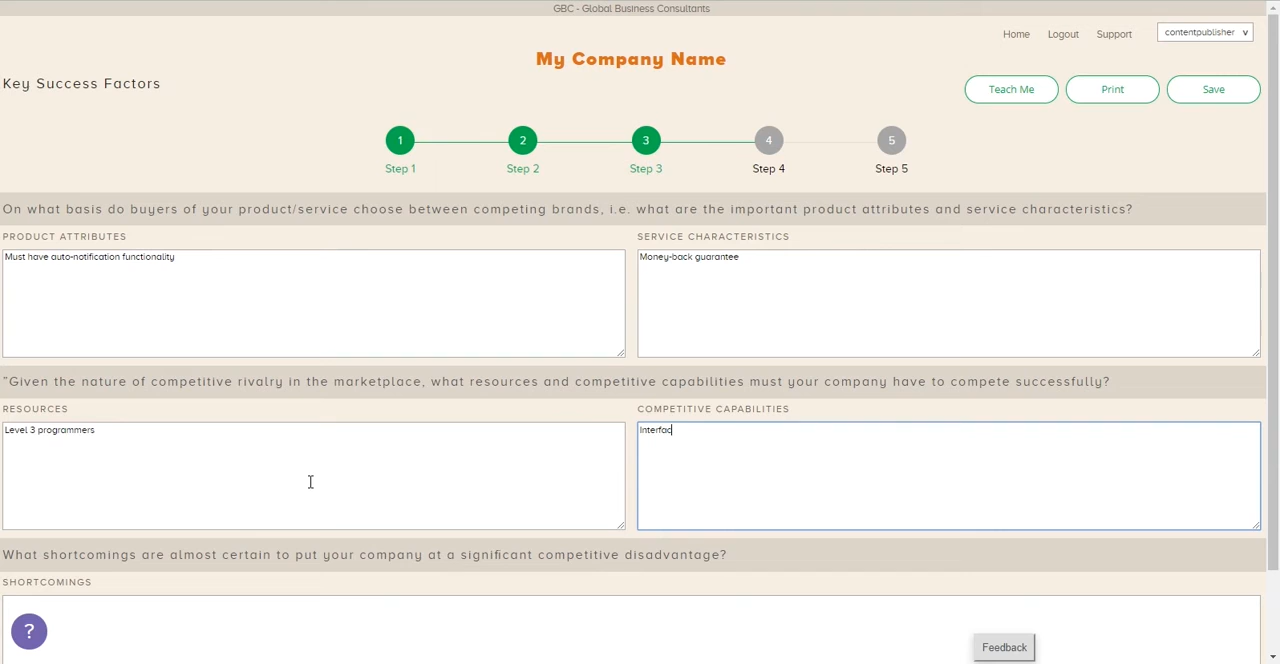 GBC - Global Business Consultants
Home Logout Support contentpublisher v
My Company Name
Key Success Factors
Teach Me Print Save
1 2 3 4 5
Step 1 Step 2 Step 3 Step 4 Step 5
On what basis do buyers of your product/service choose between competing brands, i.e. what are the important product attributes and service characteristics?
PRODUCT ATTRIBUTES SERVICE CHARACTERISTICS
Must have auto-notification functionality Money-back guarantee
"Given the nature of competitive rivalry in the marketplace, what resources and competitive capabilities must your company have to compete successfully?
RESOURCES COMPETITIVE CAPABILITIES
Level 3 programmers Interfac
What shortcomings are almost certain to put your company at a significant competitive disadvantage?
SHORTCOMINGS
?
Feedback